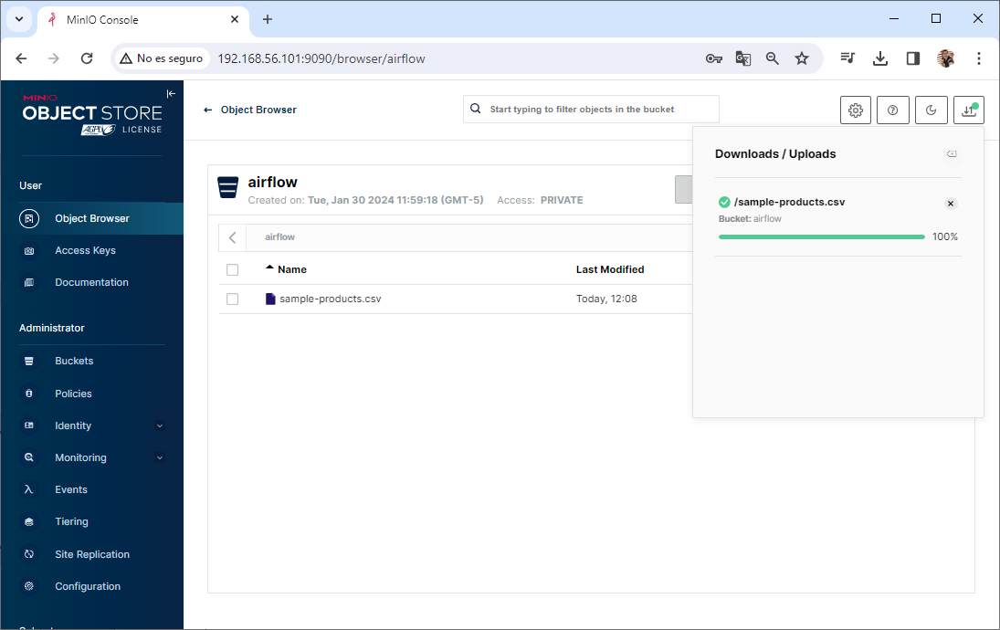 MinIO Console
No es seguro
192.168.56.101:9090/browser/airflow
MINIO
OBJECT STORE
AGPL LICENSE
User
Object Browser
Access Keys
Documentation
Administrator
Buckets
Policies
Identity
Monitoring
Events
Tiering
Site Replication
Configuration
Object Browser
Start typing to filter objects in the bucket
airflow
Created on: Tue, Jan 30 2024 11:59:18 (GMT-5) Access: PRIVATE
airflow
Name Last Modified
sample-products.csv Today, 12:08
Downloads / Uploads
/sample-products.csv
Bucket: airflow
100%